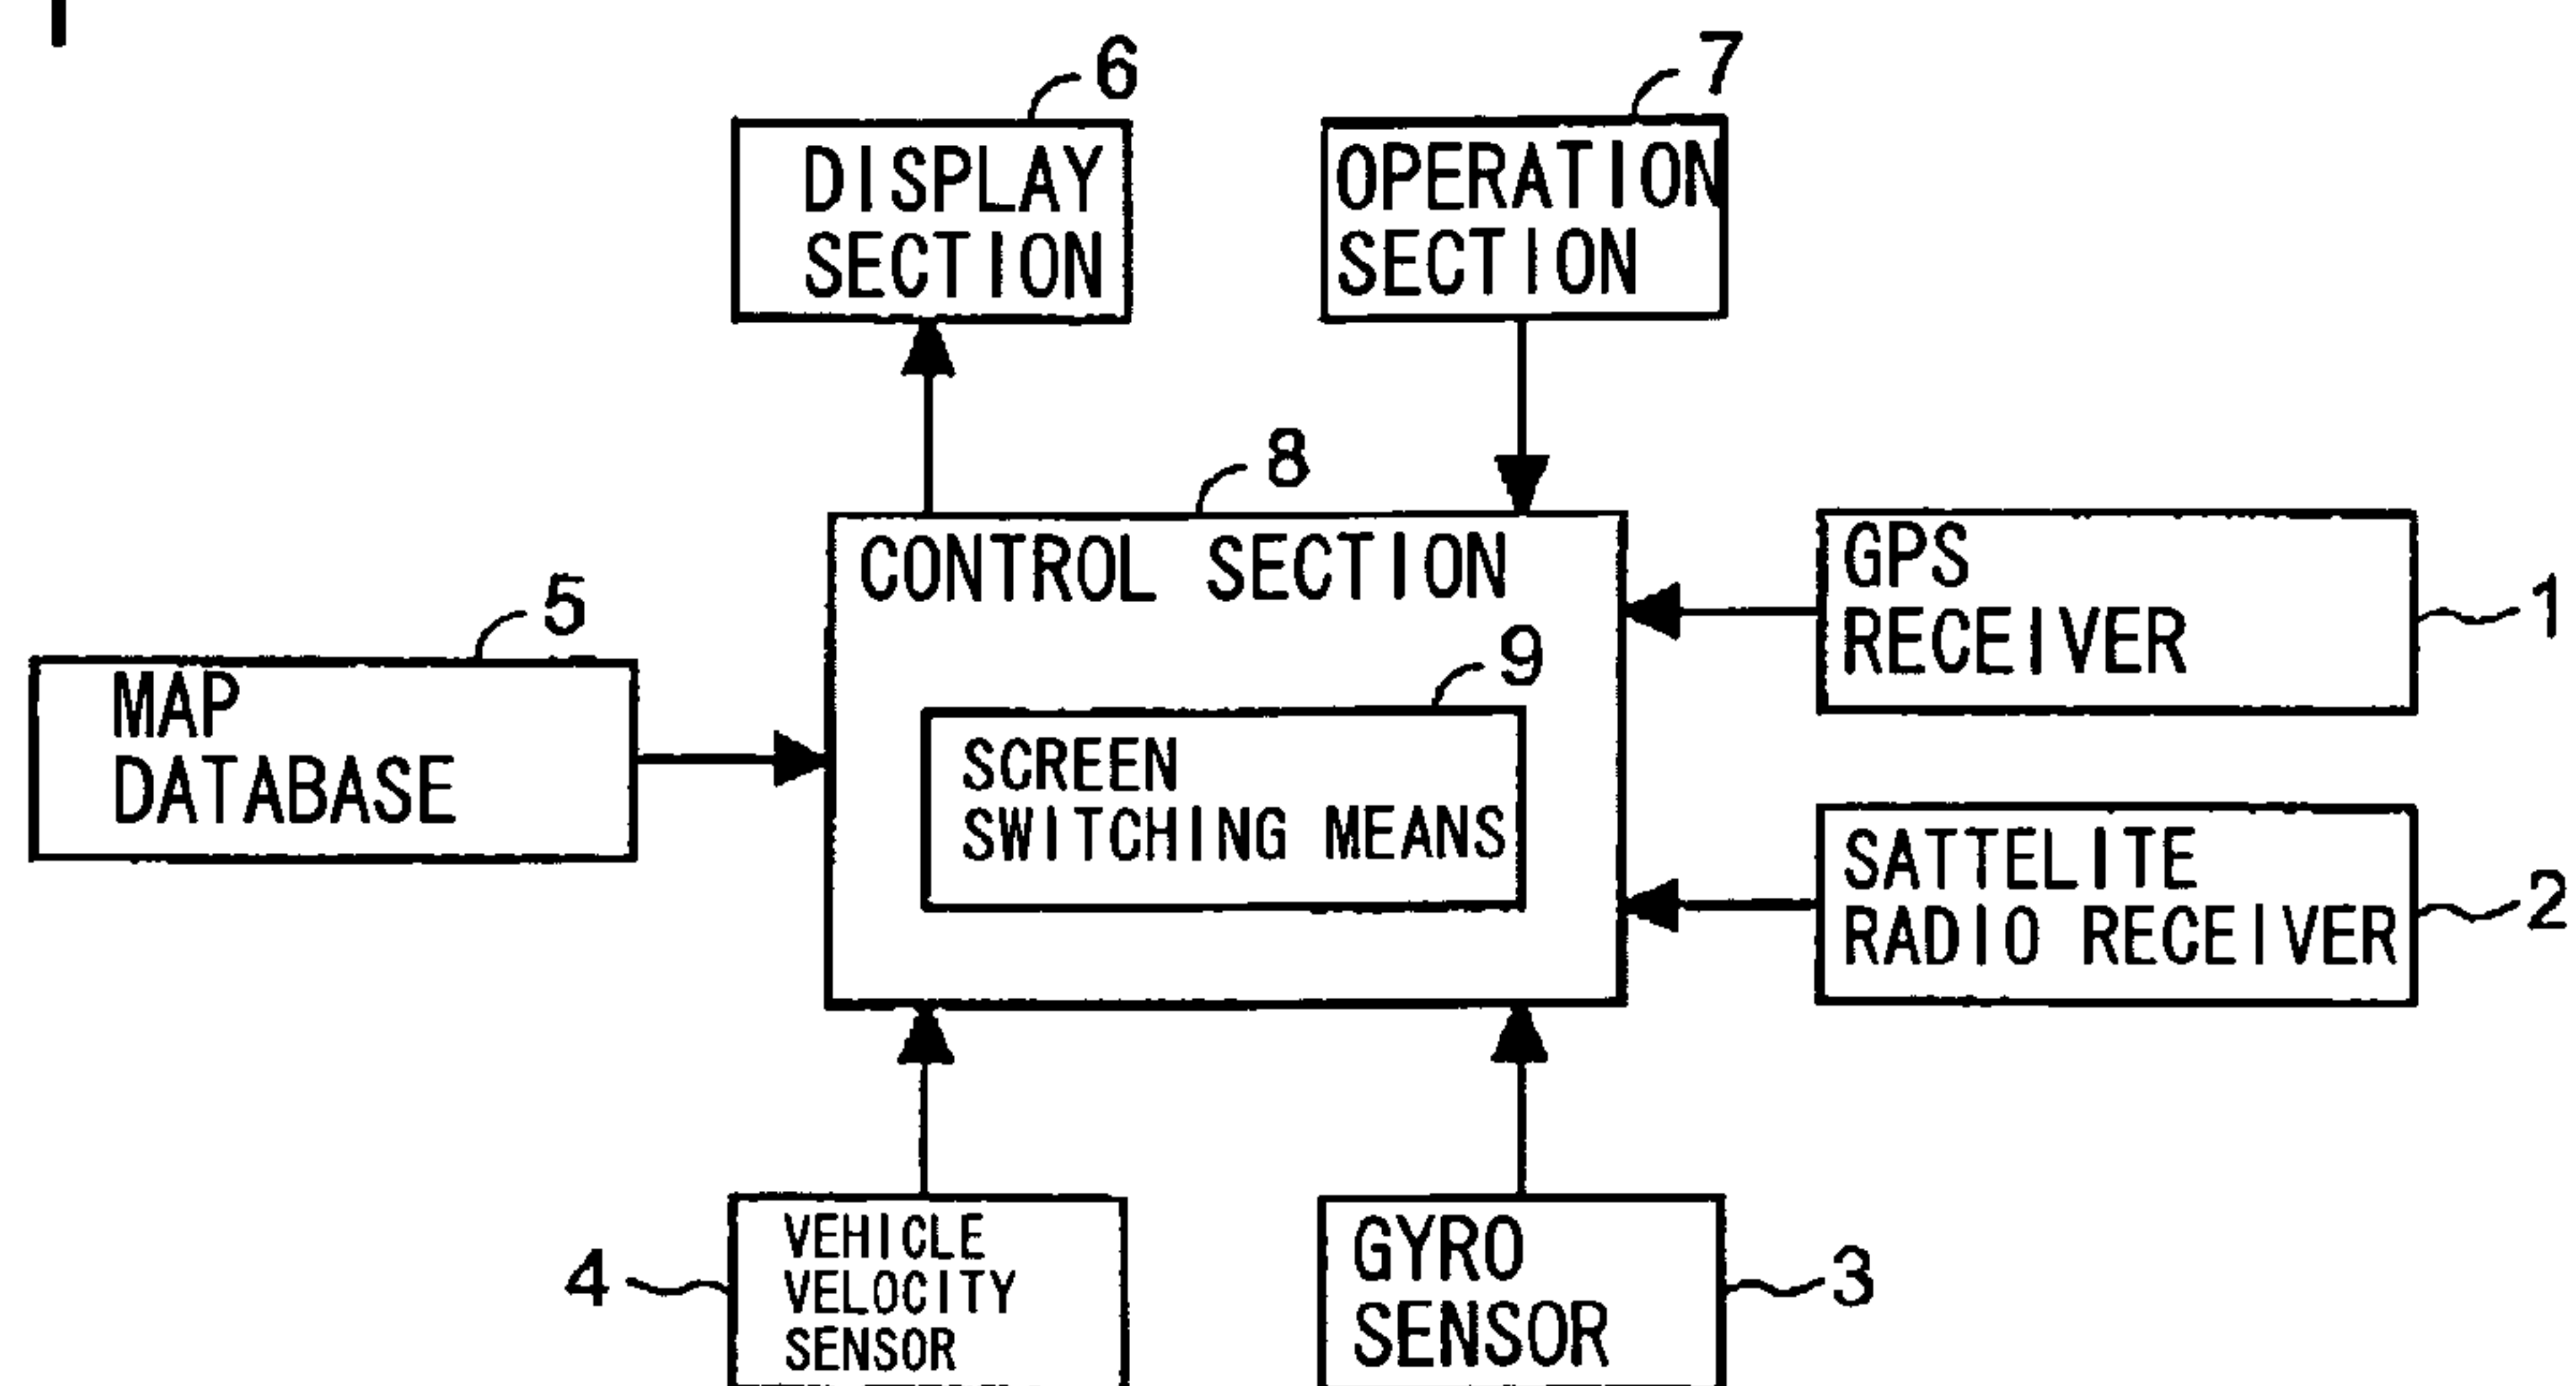 6
7
DISPLAY
SECTION
OPERATION
SECTION
8
CONTROL SECTION
GPS
RECEIVER
1
5
MAP
DATABASE
9
SCREEN
SWITCHING MEANS
SATTELITE
RADIO RECEIVER
2
4
VEHICLE
VELOCITY
SENSOR
GYRO
SENSOR
3